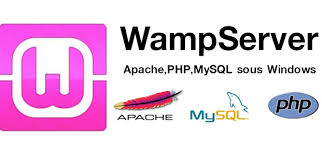 W
WampServer
Apache,PHP,MySQL sous Windows
APACHE
MySQL
php